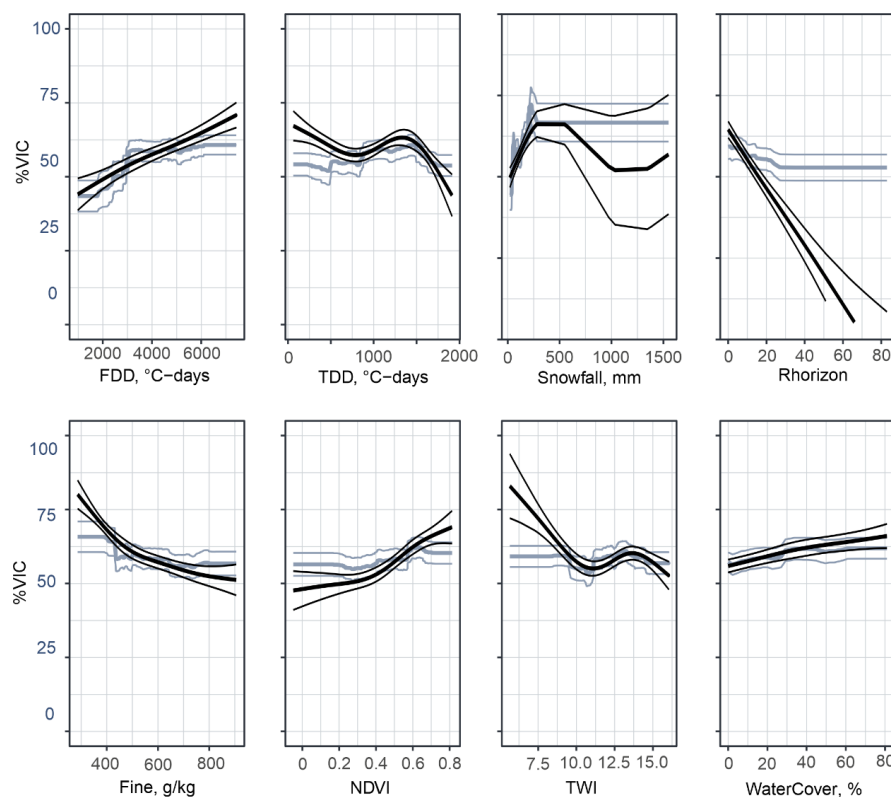 100
75
50
25
0
%VIC
2000 4000 6000
FDD, °C−days
0 1000 2000
TDD, °C−days
0 500 1000 1500
Snowfall, mm
0 20 40 60 80
Rhorizon
100
75
50
25
0
%VIC
400 600 800
Fine, g/kg
0 0.2 0.4 0.6 0.8
NDVI
7.5 10.0 12.5 15.0
TWI
0 20 40 60 80
WaterCover, %